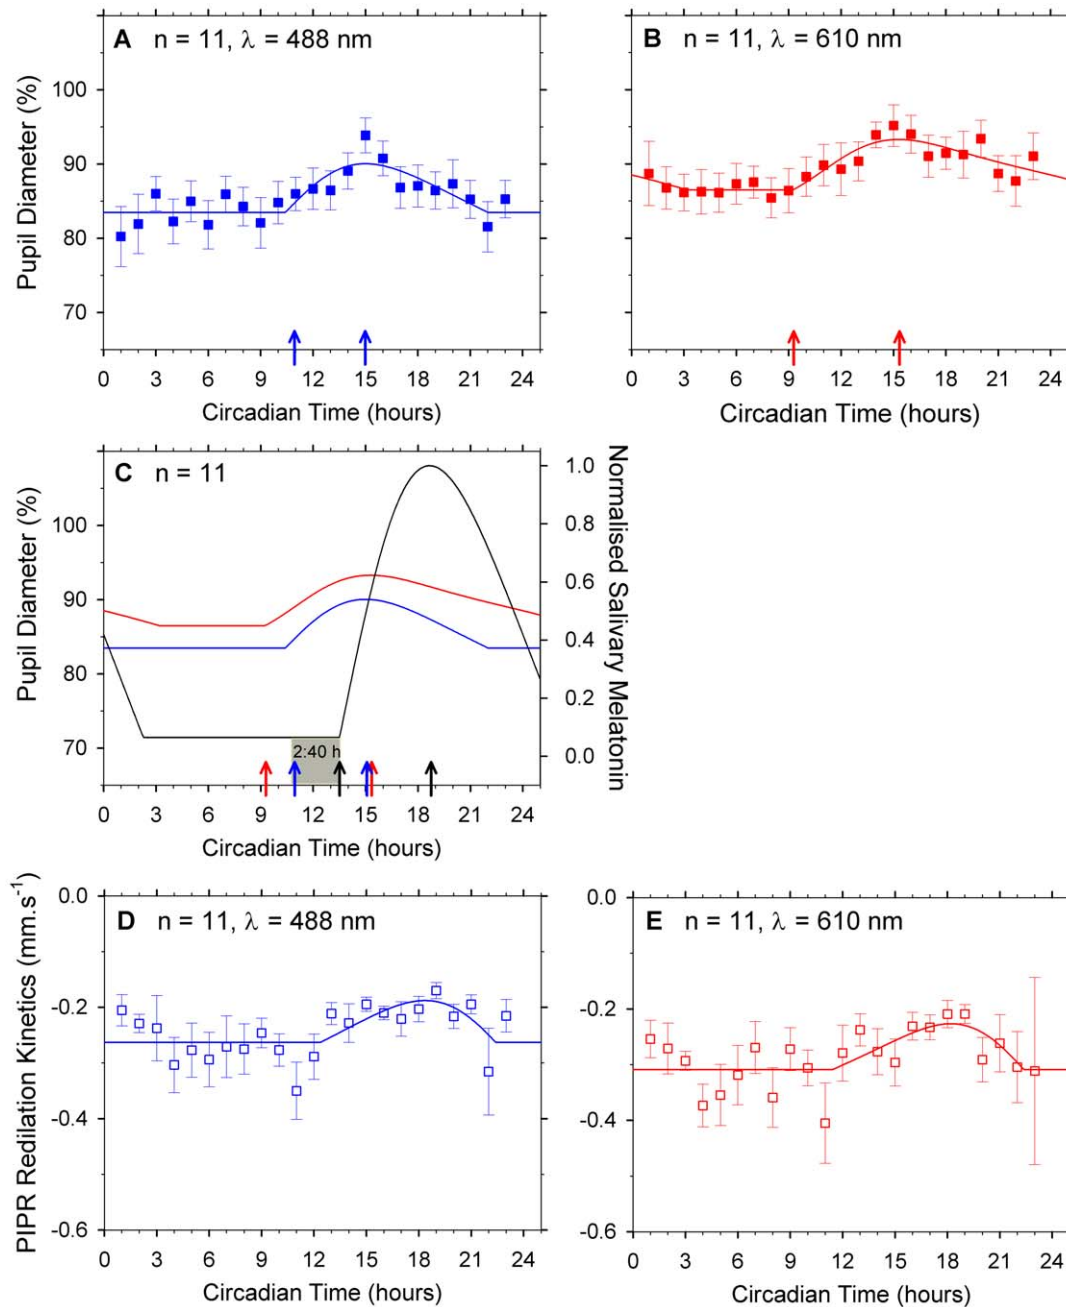 A n = 11, λ = 488 nm
Pupil Diameter (%)
100
90
80
70
0 3 6 9 12 15 18 21 24
Circadian Time (hours)
B n = 11, λ = 610 nm
0 3 6 9 12 15 18 21 24
Circadian Time (hours)
C n = 11
Pupil Diameter (%)
100
90
80
70
1.0
0.8
0.6
0.4
0.2
0.0
Normalised Salivary Melatonin
2:40 h
0 3 6 9 12 15 18 21 24
Circadian Time (hours)
D n = 11, λ = 488 nm
PIPR Redilation Kinetics (mm.s-1)
0.0
-0.2
-0.4
-0.6
0 3 6 9 12 15 18 21 24
Circadian Time (hours)
E n = 11, λ = 610 nm
0.0
-0.2
-0.4
-0.6
0 3 6 9 12 15 18 21 24
Circadian Time (hours)